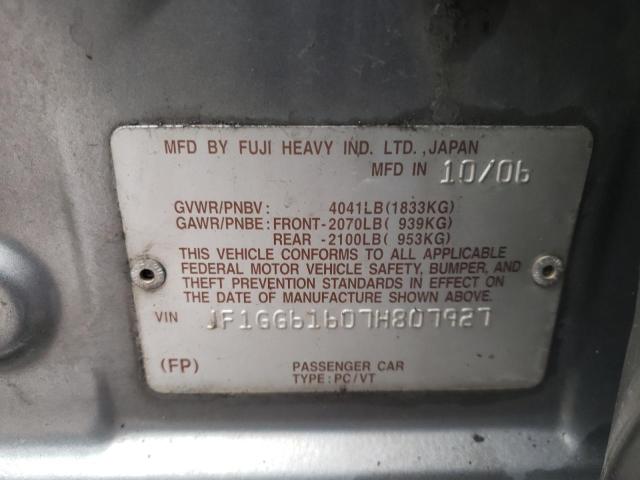 MFD BY FUJI HEAVY IND. LTD., JAPAN
MFD IN 10/06
GVWR/PNBV: 4041LB(1833KG)
GAWR/PNBE: FRONT-2070LB( 939KG)
REAR -2100LB( 953KG)
THIS VEHICLE CONFORMS TO ALL APPLICABLE
FEDERAL MOTOR VEHICLE SAFETY, BUMPER, AND
THEFT PREVENTION STANDARDS IN EFFECT ON
THE DATE OF MANUFACTURE SHOWN ABOVE.
VIN JF1GG61607H807927
(FP) PASSENGER CAR
TYPE: PC/VT